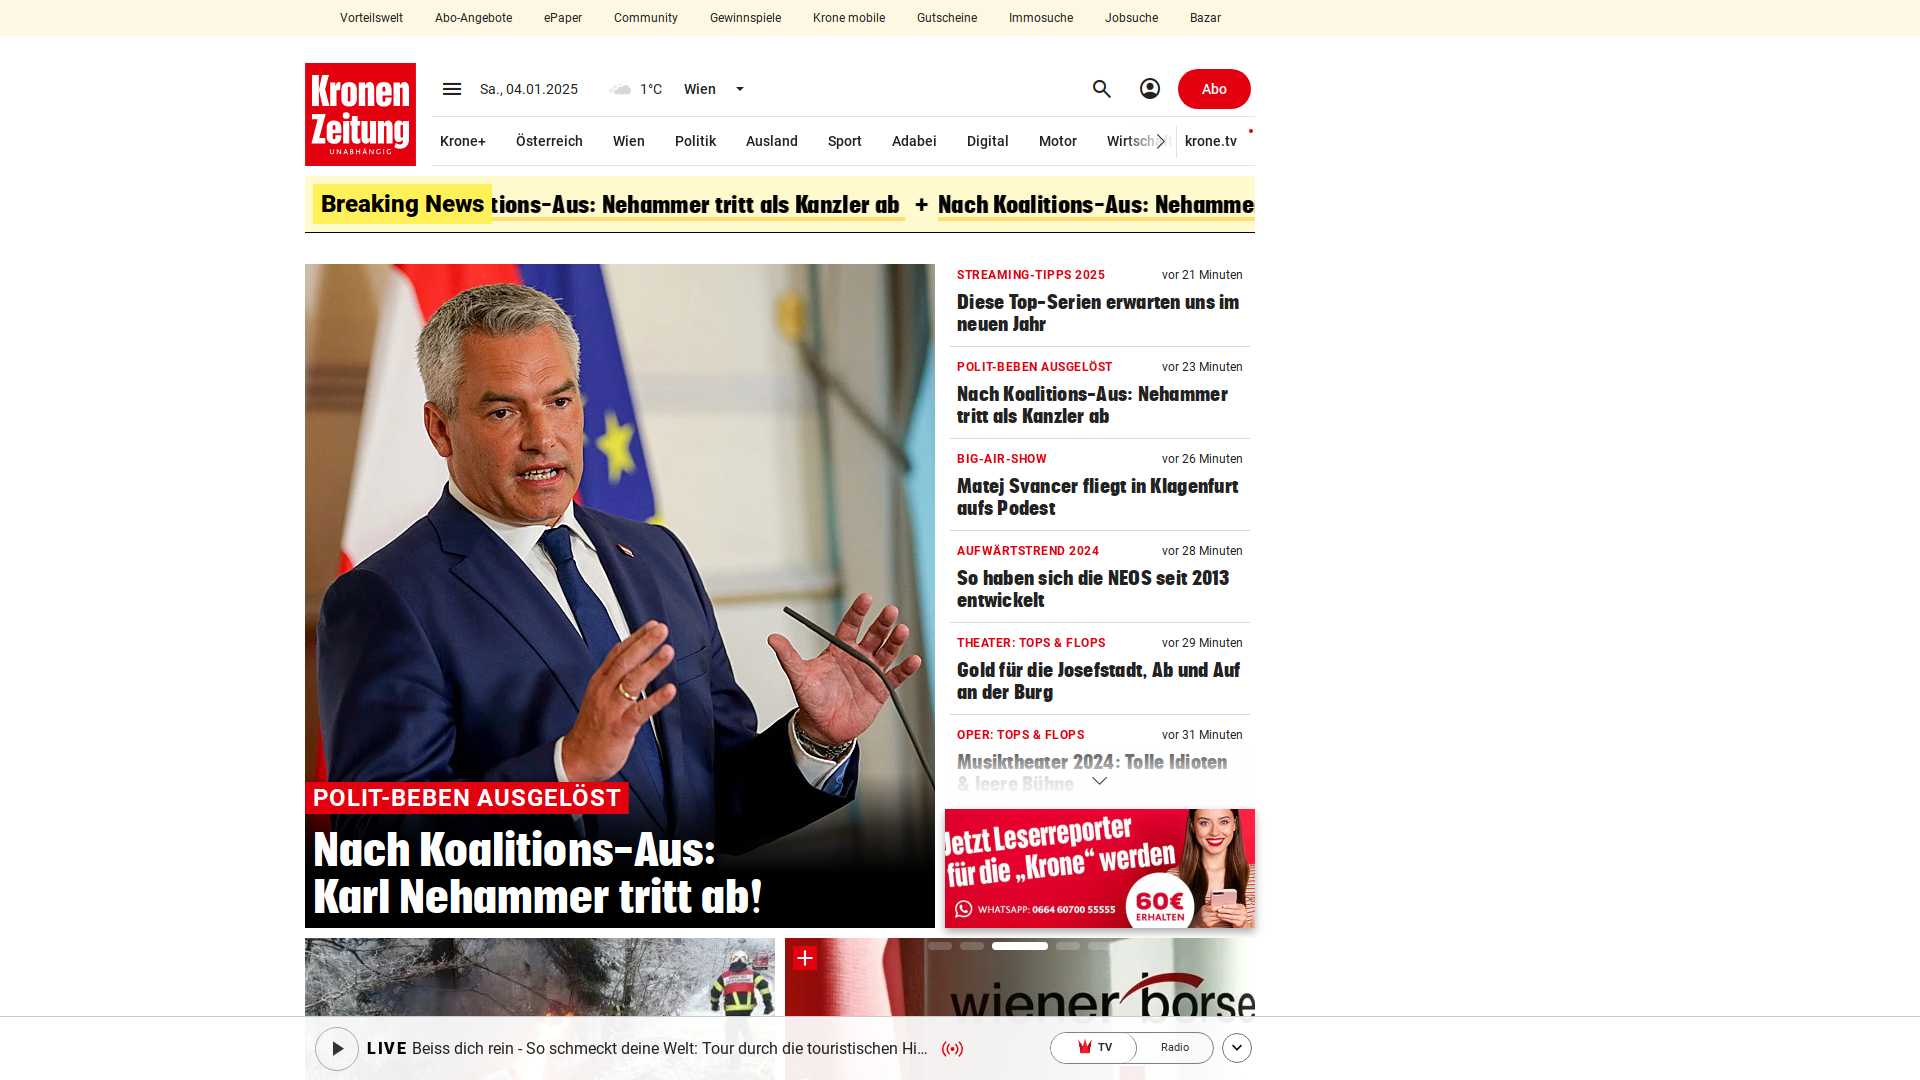 Vorteilswelt Abo-Angebote ePaper Community Gewinnspiele Krone mobile Gutscheine Immosuche Jobsuche Bazar
Kronen
Zeitung
UNABHÄNGIG
Sa., 04.01.2025 1°C Wien Abo
Krone+ Österreich Wien Politik Ausland Sport Adabei Digital Motor Wirtschaft krone.tv
Breaking News tions-Aus: Nehammer tritt als Kanzler ab + Nach Koalitions-Aus: Nehamme
STREAMING-TIPPS 2025 vor 21 Minuten
Diese Top-Serien erwarten uns im
neuen Jahr
POLIT-BEBEN AUSGELÖST vor 23 Minuten
Nach Koalitions-Aus: Nehammer
tritt als Kanzler ab
BIG-AIR-SHOW vor 26 Minuten
Matej Svancer fliegt in Klagenfurt
aufs Podest
AUFWÄRTSTREND 2024 vor 28 Minuten
So haben sich die NEOS seit 2013
entwickelt
THEATER: TOPS & FLOPS vor 29 Minuten
Gold für die Josefstadt, Ab und Auf
an der Burg
OPER: TOPS & FLOPS vor 31 Minuten
Musiktheater 2024: Tolle Idioten
& leere Bühne
POLIT-BEBEN AUSGELÖST
Nach Koalitions-Aus:
Karl Nehammer tritt ab!
Jetzt Leserreporter
für die „Krone“ werden
WHATSAPP: 0664 60700 55555
60€
ERHALTEN
wiener börse
LIVE Beiss dich rein - So schmeckt deine Welt: Tour durch die touristischen Hi... TV Radio